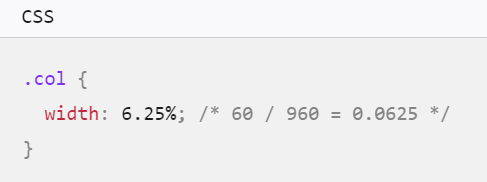 CSS
.col {
  width: 6.25%; /* 60 / 960 = 0.0625 */
}